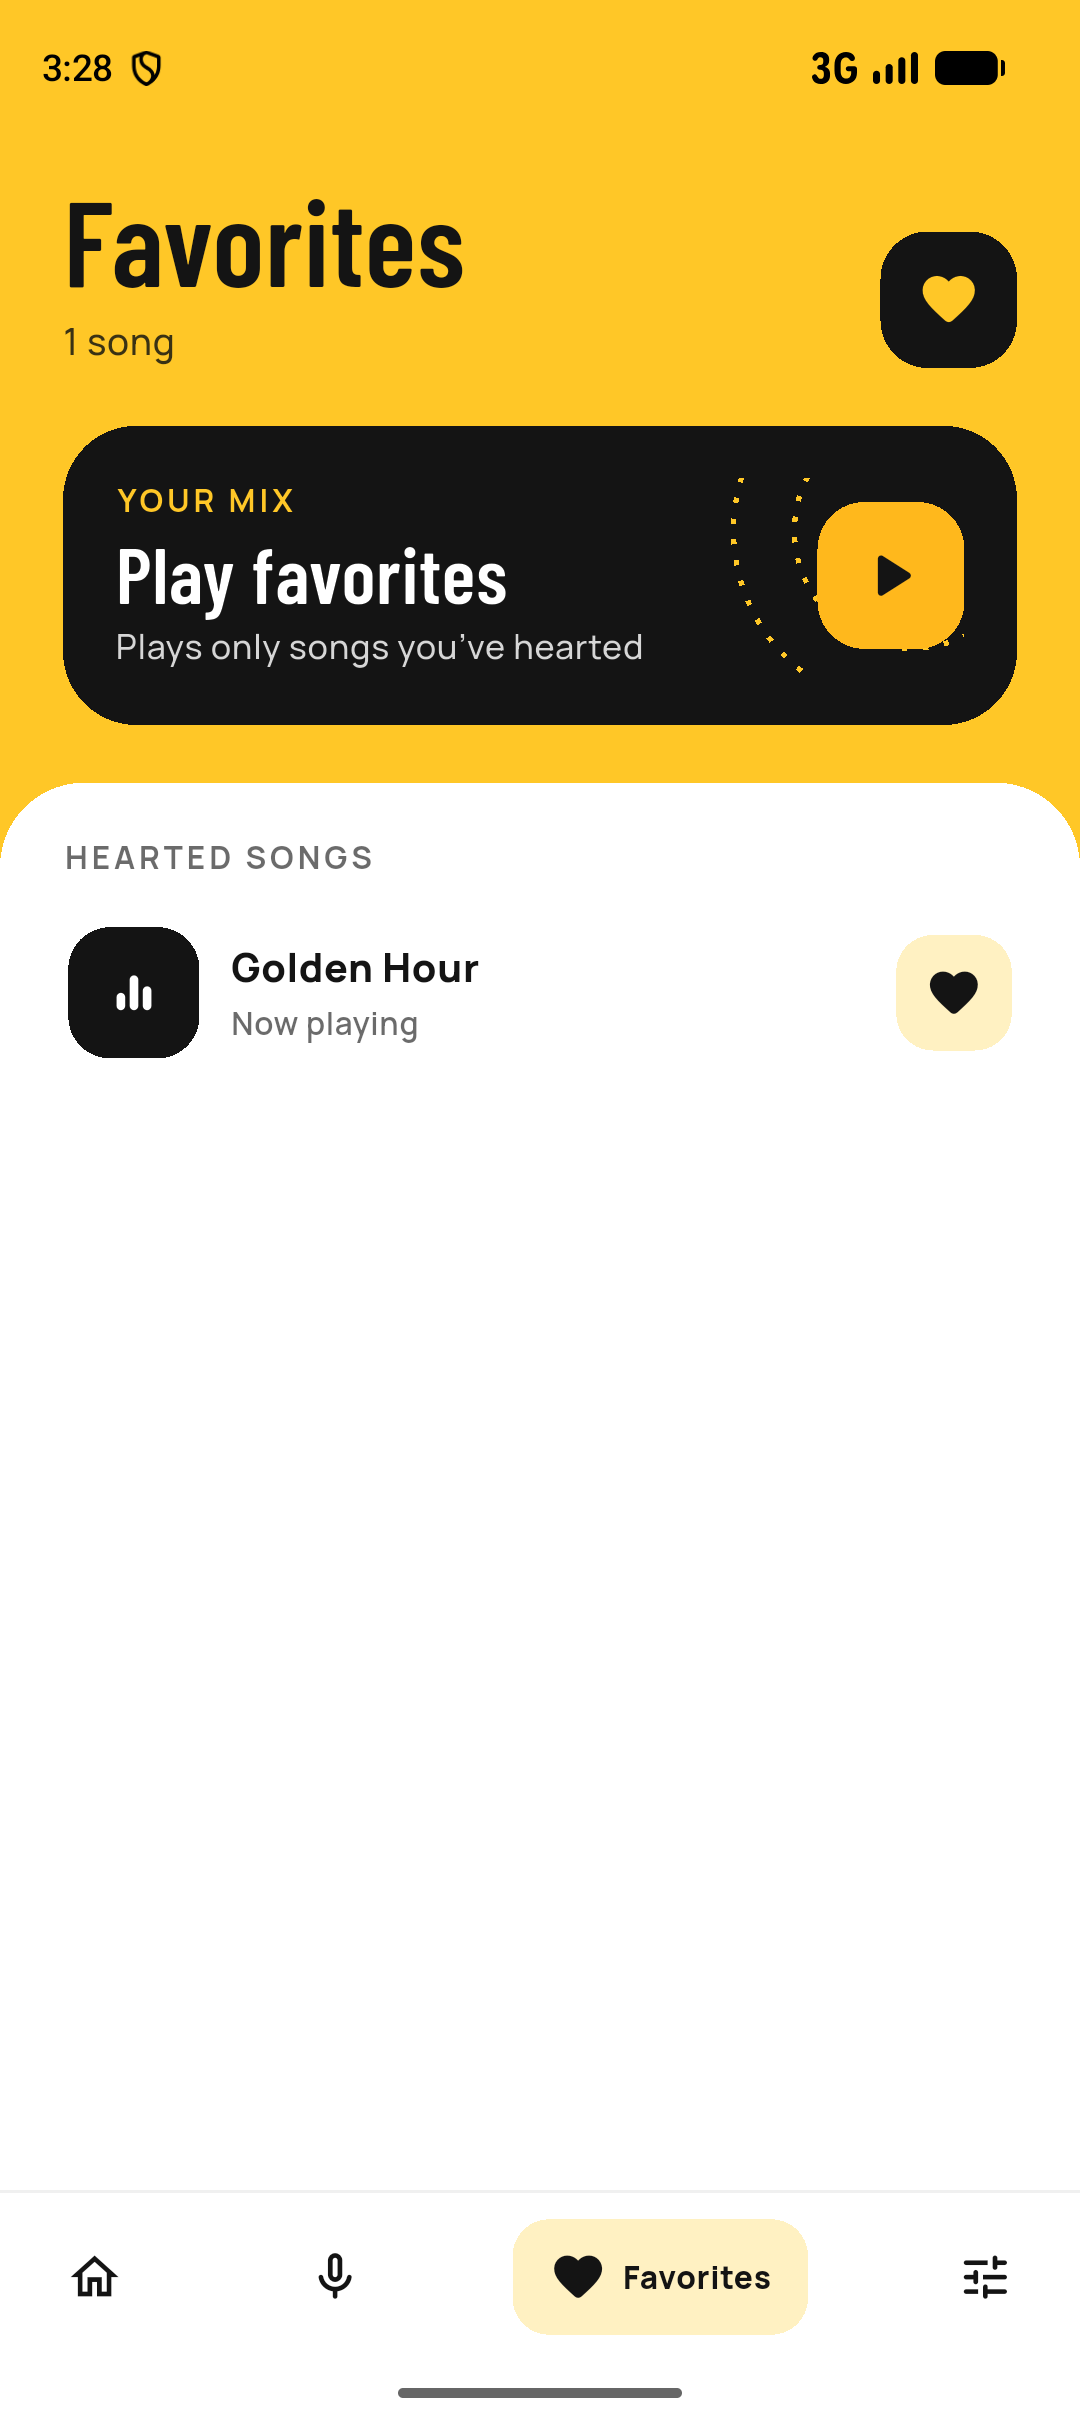 3:28
3G
Favorites
1 song
YOUR MIX
Play favorites
Plays only songs you've hearted
HEARTED SONGS
Golden Hour
Now playing
Favorites